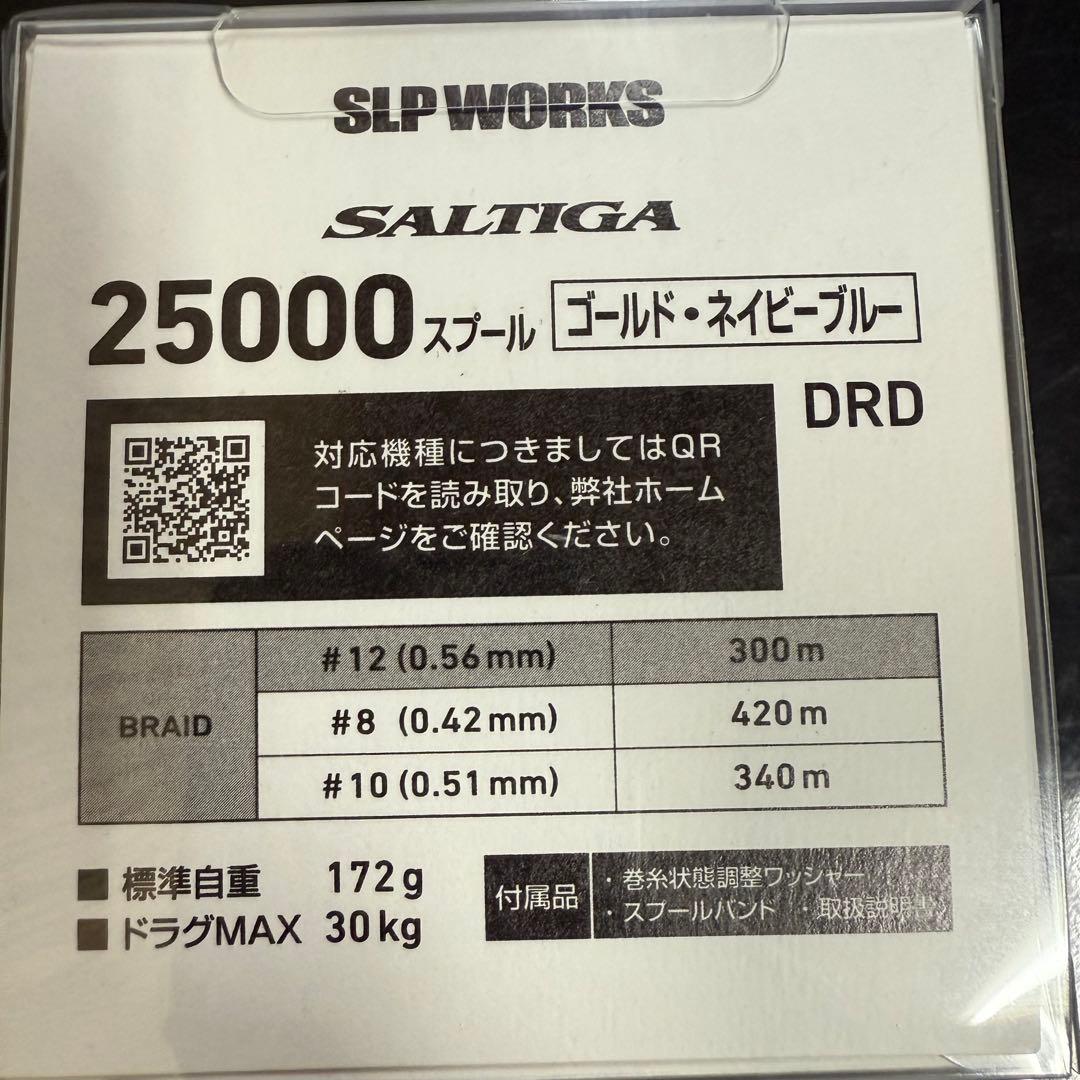 SLP WORKS
SALTIGA
25000 スプール ゴールド・ネイビーブルー
DRD
対応機種につきましてはQR
コードを読み取り、弊社ホーム
ページをご確認ください。
BRAID
#12 (0.56mm) 300m
#8 (0.42mm) 420m
#10 (0.51mm) 340m
■標準自重 172g
■ドラグMAX 30kg
付属品
・巻糸状態調整ワッシャー
・スプールバンド ・取扱説明書